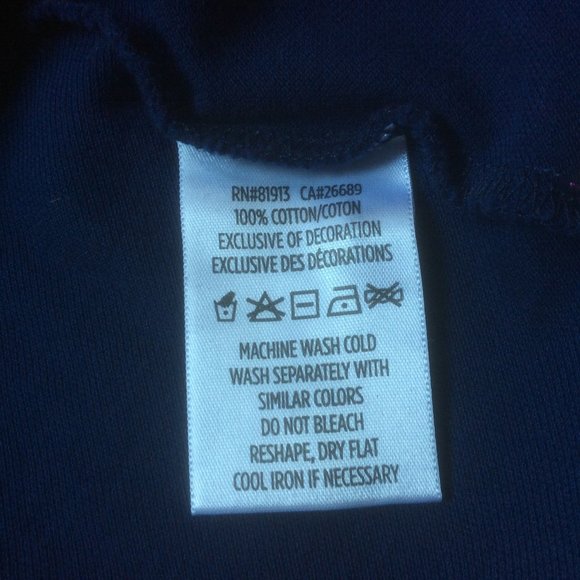 RN#81913 CA#26689
100% COTTON/COTON
EXCLUSIVE OF DECORATION
EXCLUSIVE DES DÉCORATIONS
MACHINE WASH COLD
WASH SEPARATELY WITH
SIMILAR COLORS
DO NOT BLEACH
RESHAPE, DRY FLAT
COOL IRON IF NECESSARY